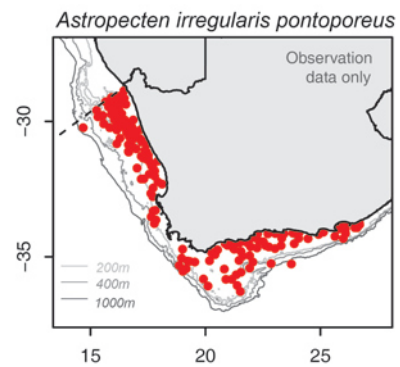 Astropecten irregularis pontoporeus
Observation
data only
−30
−35
200m
400m
1000m
15 20 25